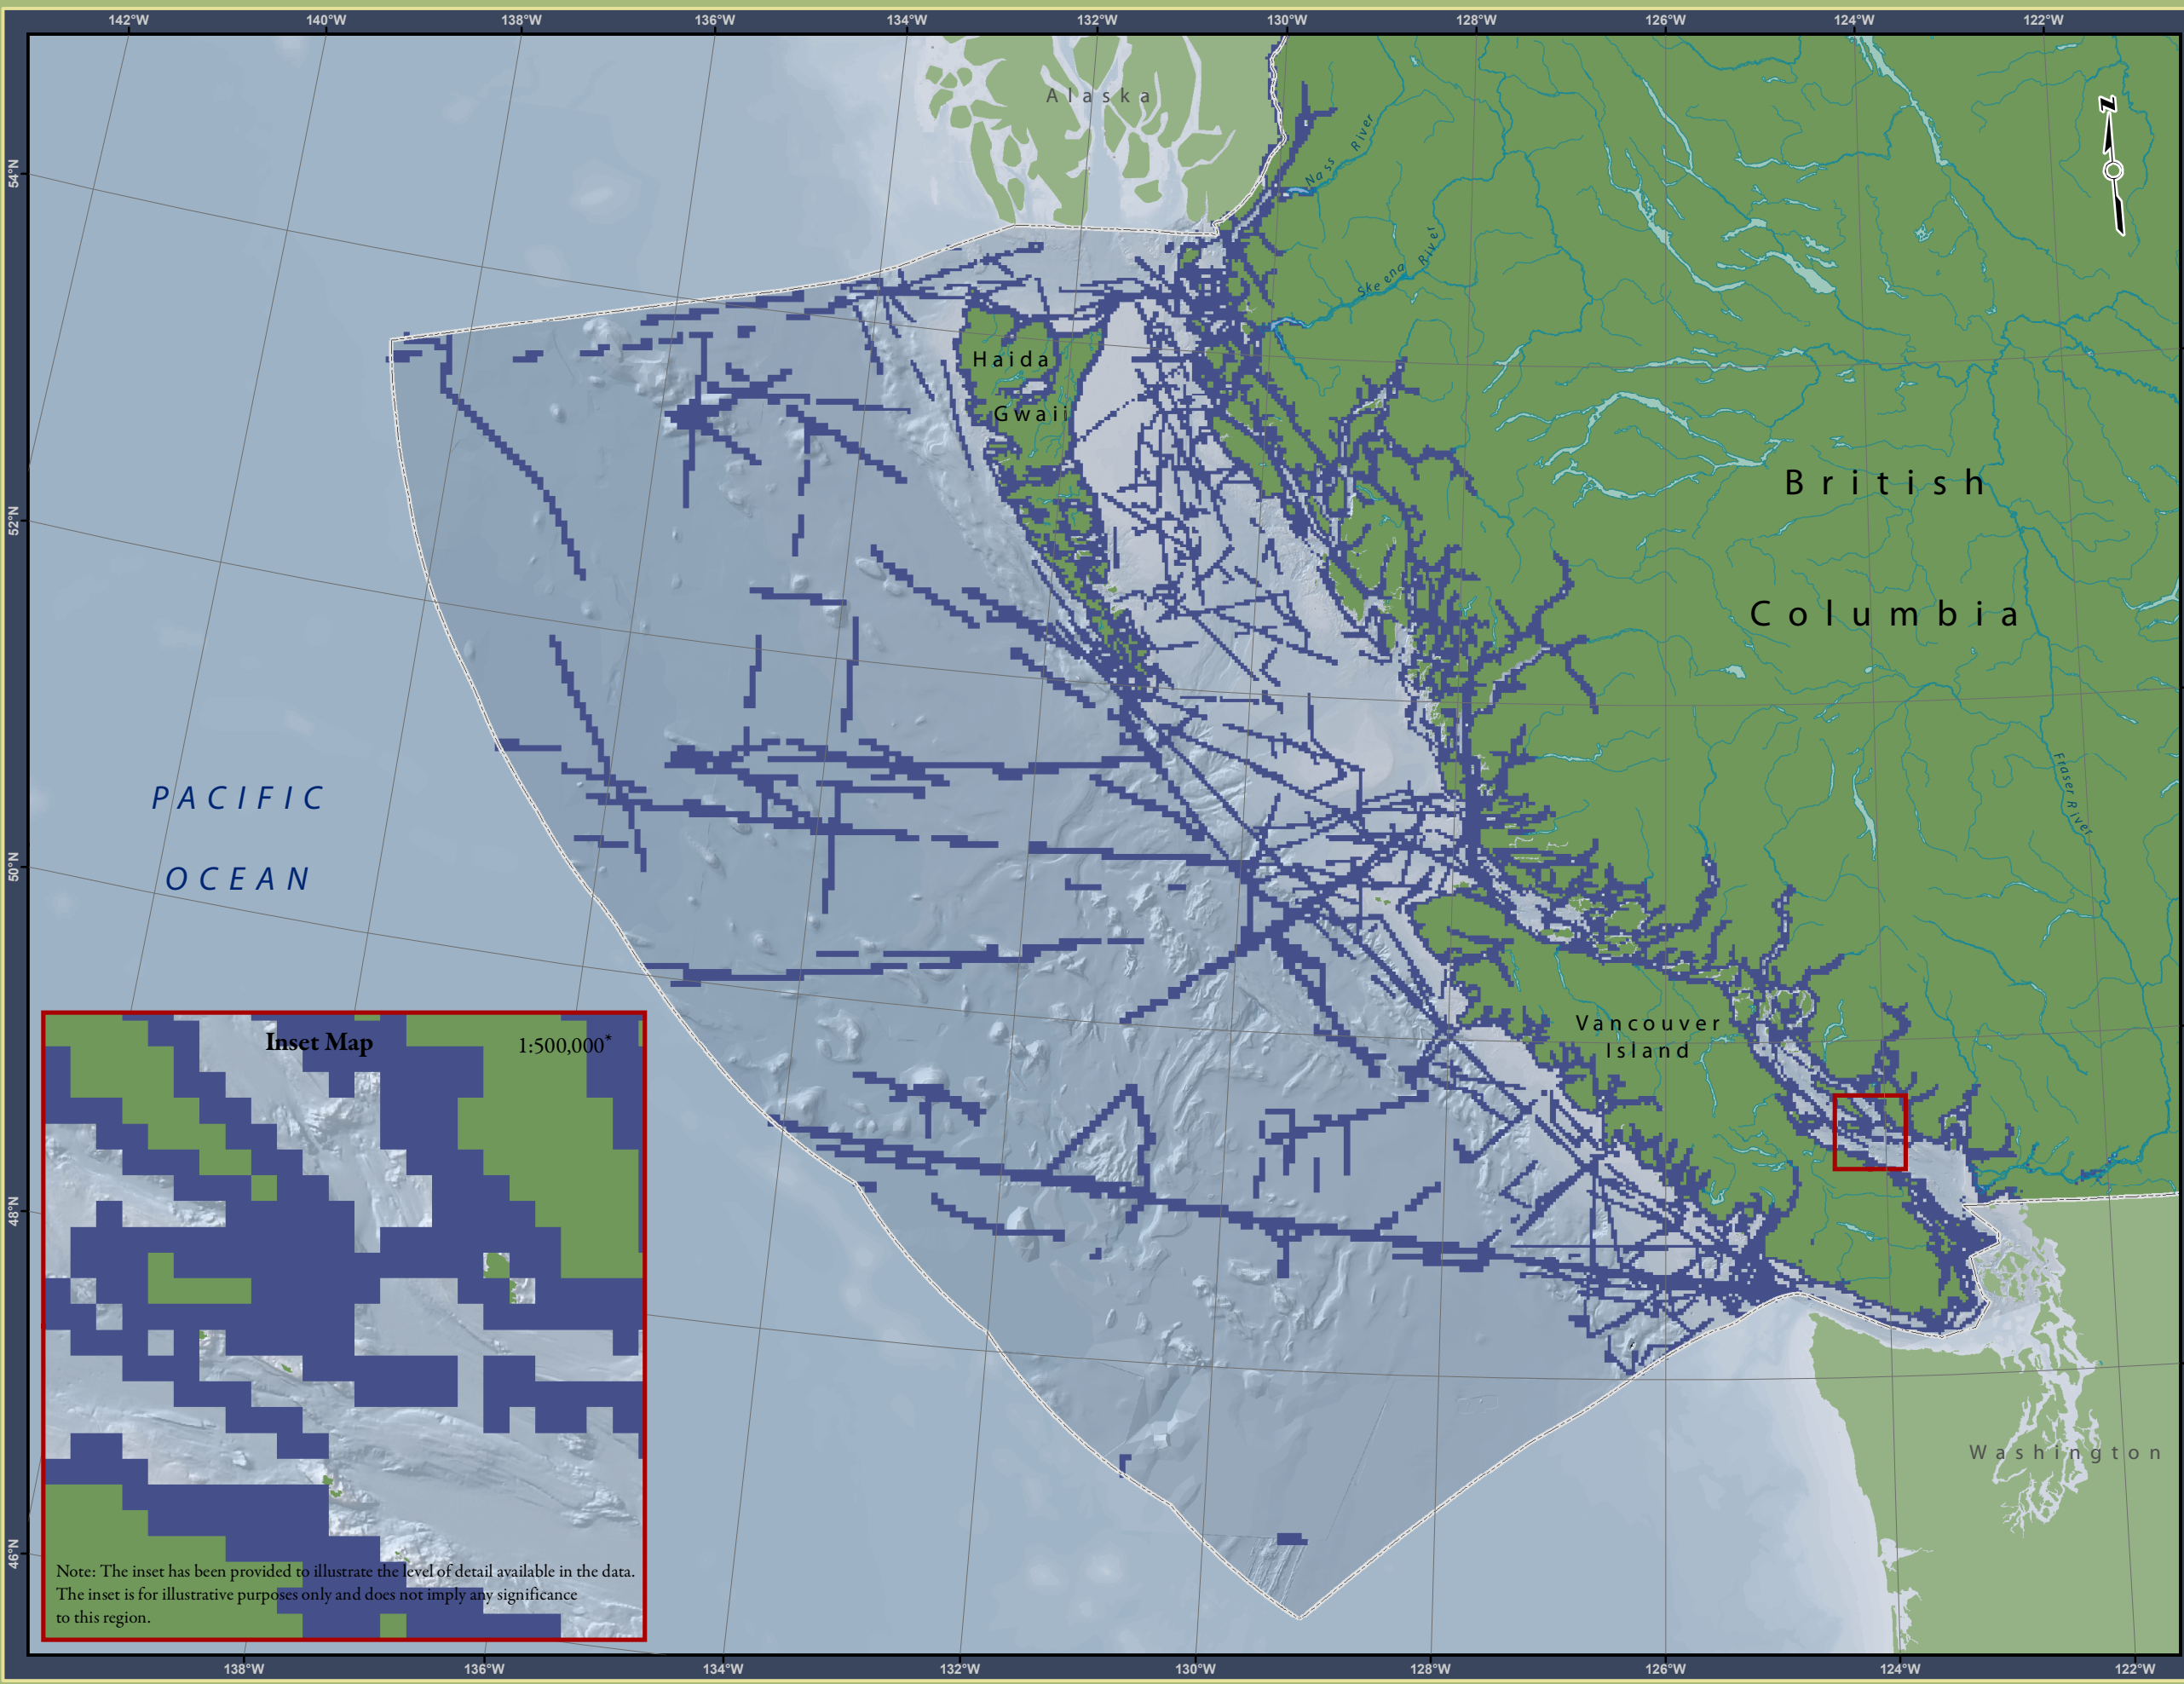 142°W 140°W 138°W 136°W 134°W 132°W 130°W 128°W 126°W 124°W 122°W
Alaska
N
Nass River
54°N
Skeena River
Haida
Gwaii
British
52°N
Columbia
PACIFIC
Fraser River
OCEAN
50°N
Vancouver
Island
Inset Map 1:500,000*
48°N
Washington
46°N
Note: The inset has been provided to illustrate the level of detail available in the data.
The inset is for illustrative purposes only and does not imply any significance
to this region.
138°W 136°W 134°W 132°W 130°W 128°W 126°W 124°W 122°W